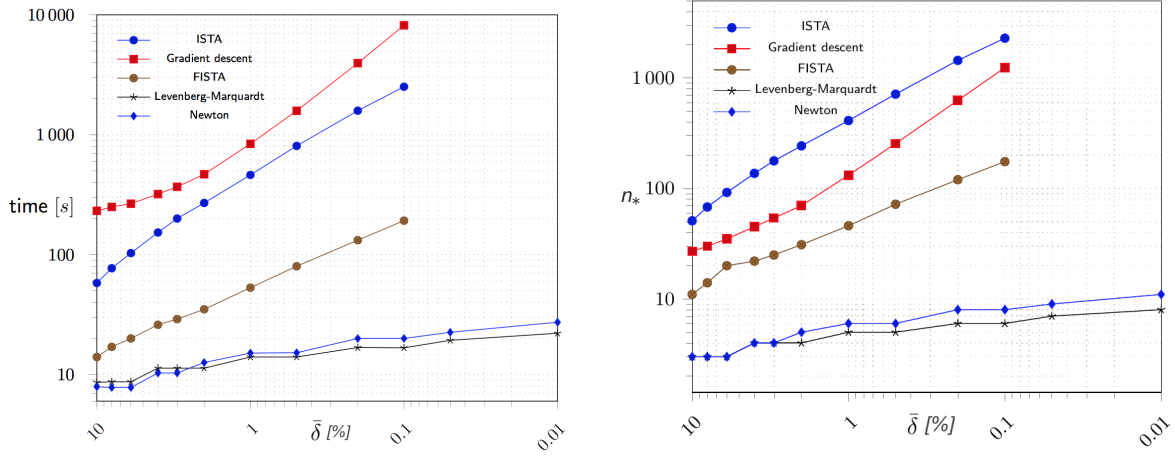 10 000
1 000
100
10
time [s]
ISTA
Gradient descent
FISTA
Levenberg-Marquardt
Newton
10
1
0.1
0.01
δ̄ [%]
1 000
100
10
n*
ISTA
Gradient descent
FISTA
Levenberg-Marquardt
Newton
10
1
0.1
0.01
δ̄ [%]